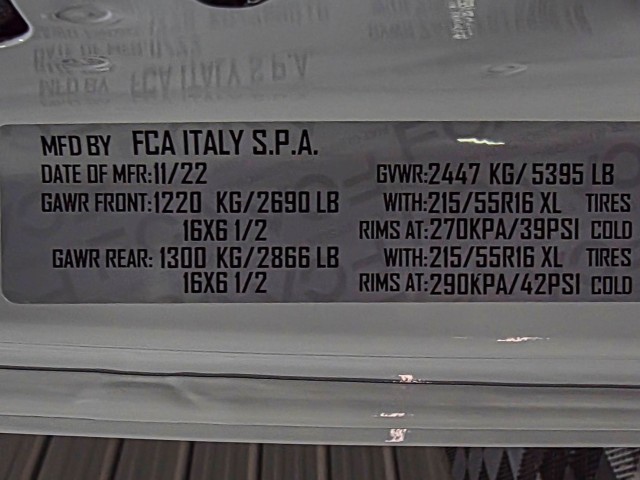 MFD BY FCA ITALY S.P.A.
DATE OF MFR:11/22 GVWR:2447 KG/5395 LB
GAWR FRONT:1220 KG/2690 LB WITH:215/55R16 XL TIRES
16X6 1/2 RIMS AT:270KPA/39PSI COLD
GAWR REAR:1300 KG/2866 LB WITH:215/55R16 XL TIRES
16X6 1/2 RIMS AT:290KPA/42PSI COLD